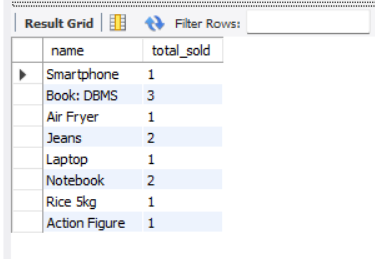 Result Grid Filter Rows:
name total_sold
Smartphone 1
Book: DBMS 3
Air Fryer 1
Jeans 2
Laptop 1
Notebook 2
Rice 5kg 1
Action Figure 1